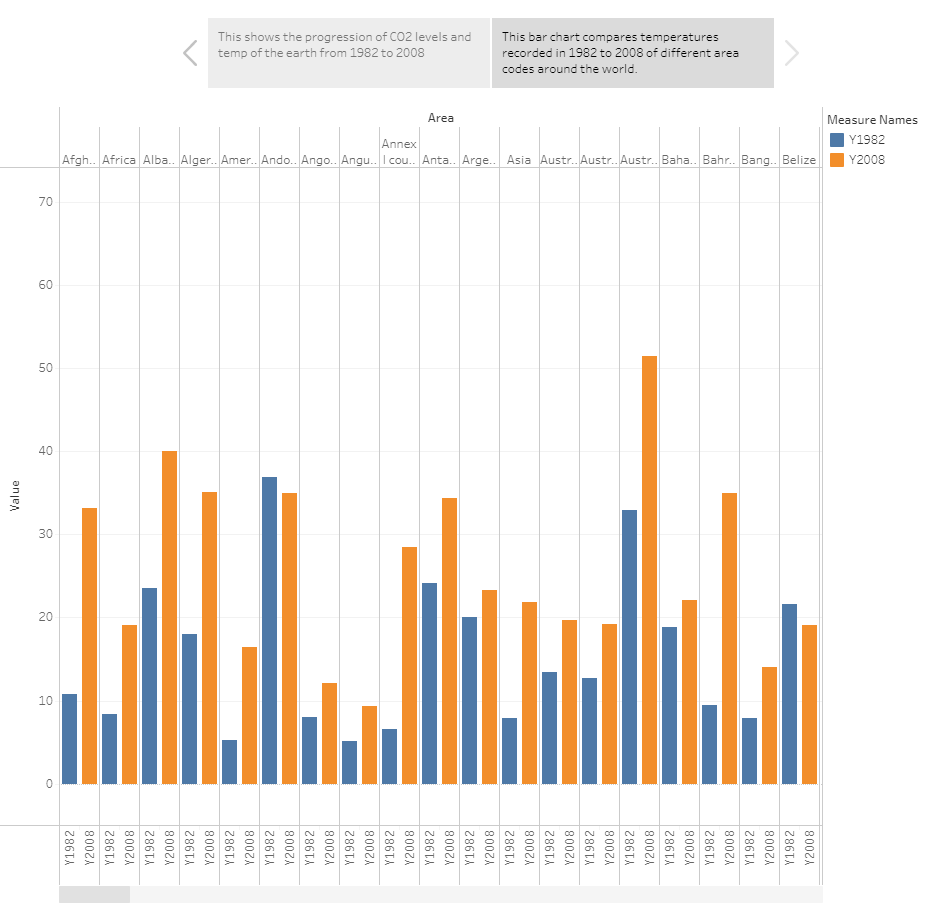 This shows the progression of CO2 levels and
temp of the earth from 1982 to 2008
This bar chart compares temperatures
recorded in 1982 to 2008 of different area
codes around the world.
Area
Afgh.. Africa Alba.. Alger.. Amer.. Ando.. Ango.. Angu.. Annex
I cou.. Anta.. Arge.. Asia Austr.. Austr.. Austr.. Baha.. Bahr.. Bang.. Belize
Measure Names
Y1982
Y2008
Value
70
60
50
40
30
20
10
0
Y1982 Y2008 Y1982 Y2008 Y1982 Y2008 Y1982 Y2008 Y1982 Y2008 Y1982 Y2008 Y1982 Y2008 Y1982 Y2008 Y1982 Y2008 Y1982 Y2008 Y1982 Y2008 Y1982 Y2008 Y1982 Y2008 Y1982 Y2008 Y1982 Y2008 Y1982 Y2008 Y1982 Y2008 Y1982 Y2008 Y1982 Y2008